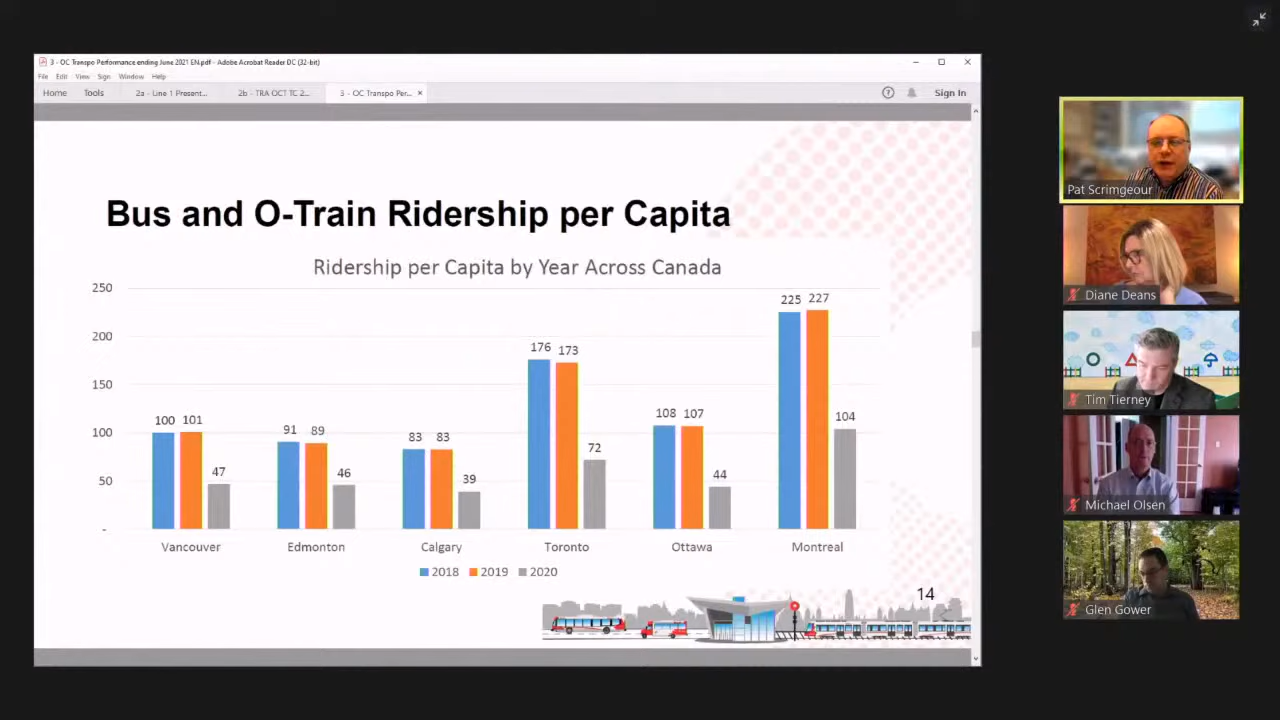 3 - OC Transpo Performance ending June 2021 EN.pdf - Adobe Acrobat Reader DC (32-bit)
File Edit View Sign Window Help
Home Tools 2a - Line 1 Present... 2b - TRA OCT TC 2... 3 - OC Transpo Per... × ? Sign In
Bus and O-Train Ridership per Capita
Ridership per Capita by Year Across Canada
250
200
150
100
50
-
100 101 47
91 89 46
83 83 39
176 173 72
108 107 44
225 227 104
Vancouver Edmonton Calgary Toronto Ottawa Montreal
2018 2019 2020
14
Pat Scrimgeour
Diane Deans
Tim Tierney
Michael Olsen
Glen Gower